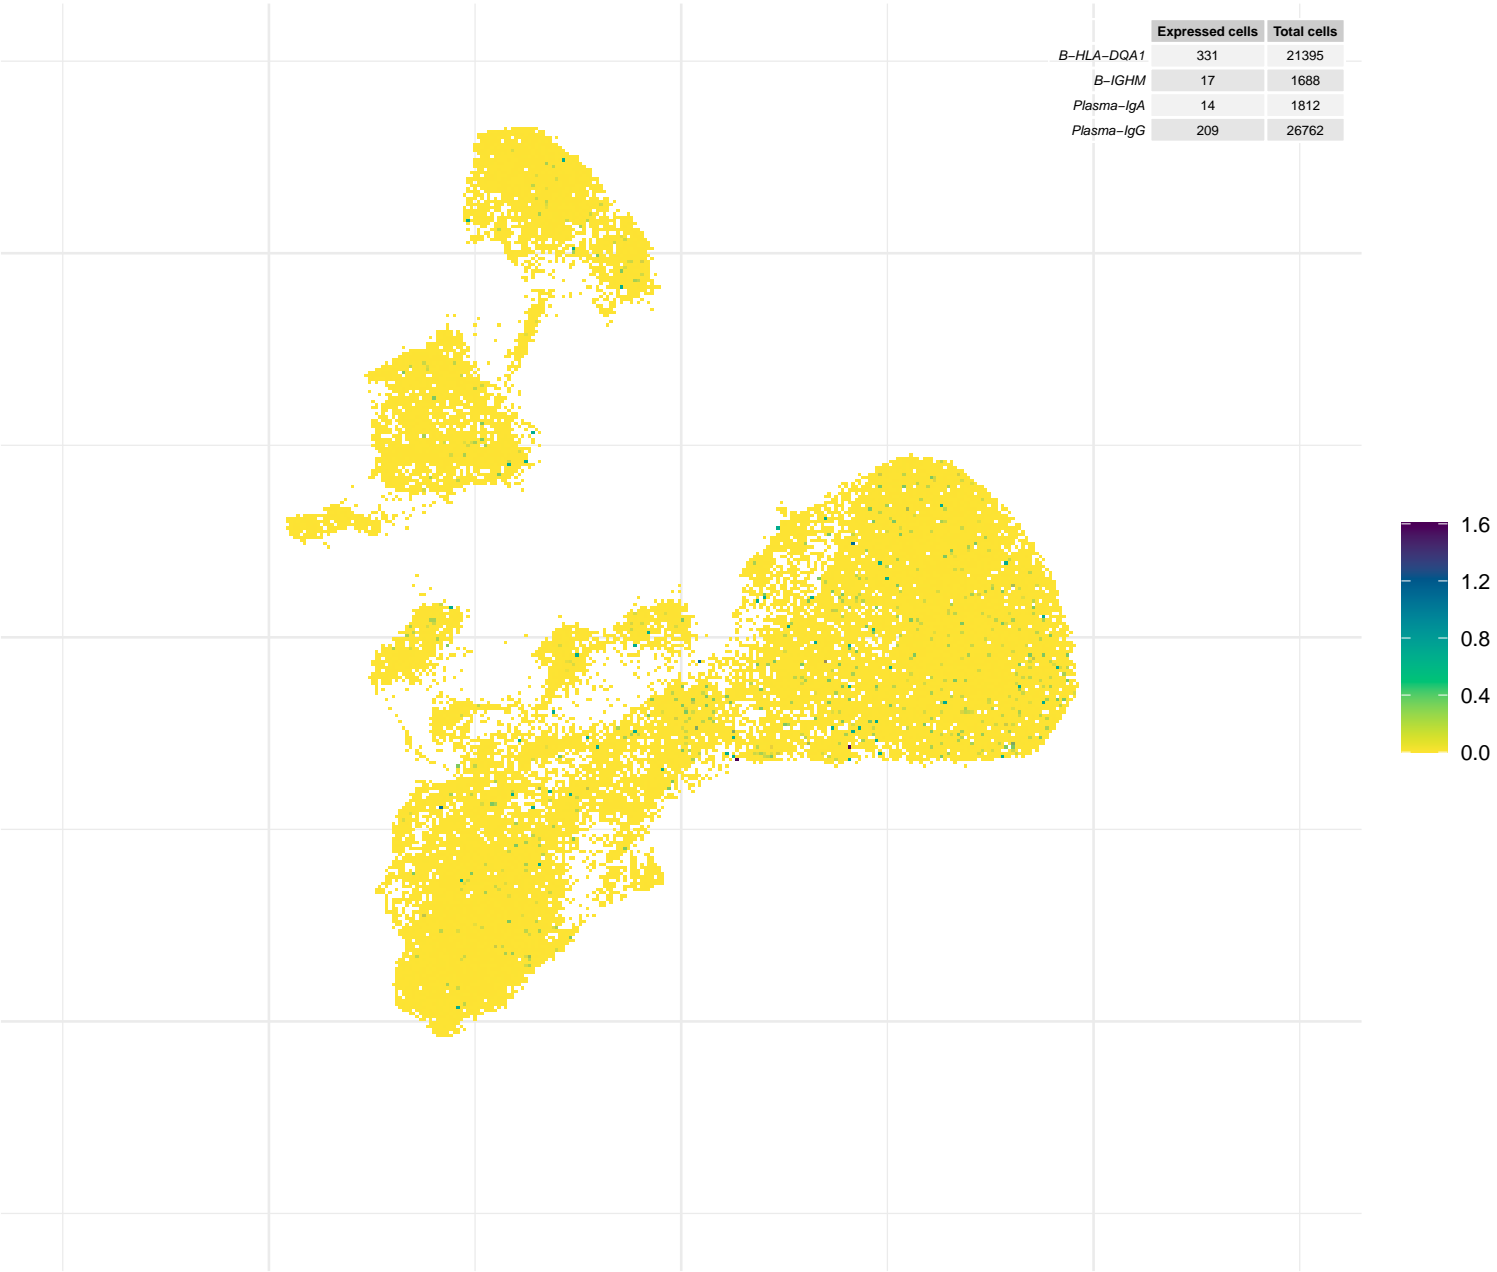 Expressed cells Total cells
B−HLA−DQA1 331 21395
B−IGHM 17 1688
Plasma−IgA 14 1812
Plasma−IgG 209 26762
1.6
1.2
0.8
0.4
0.0